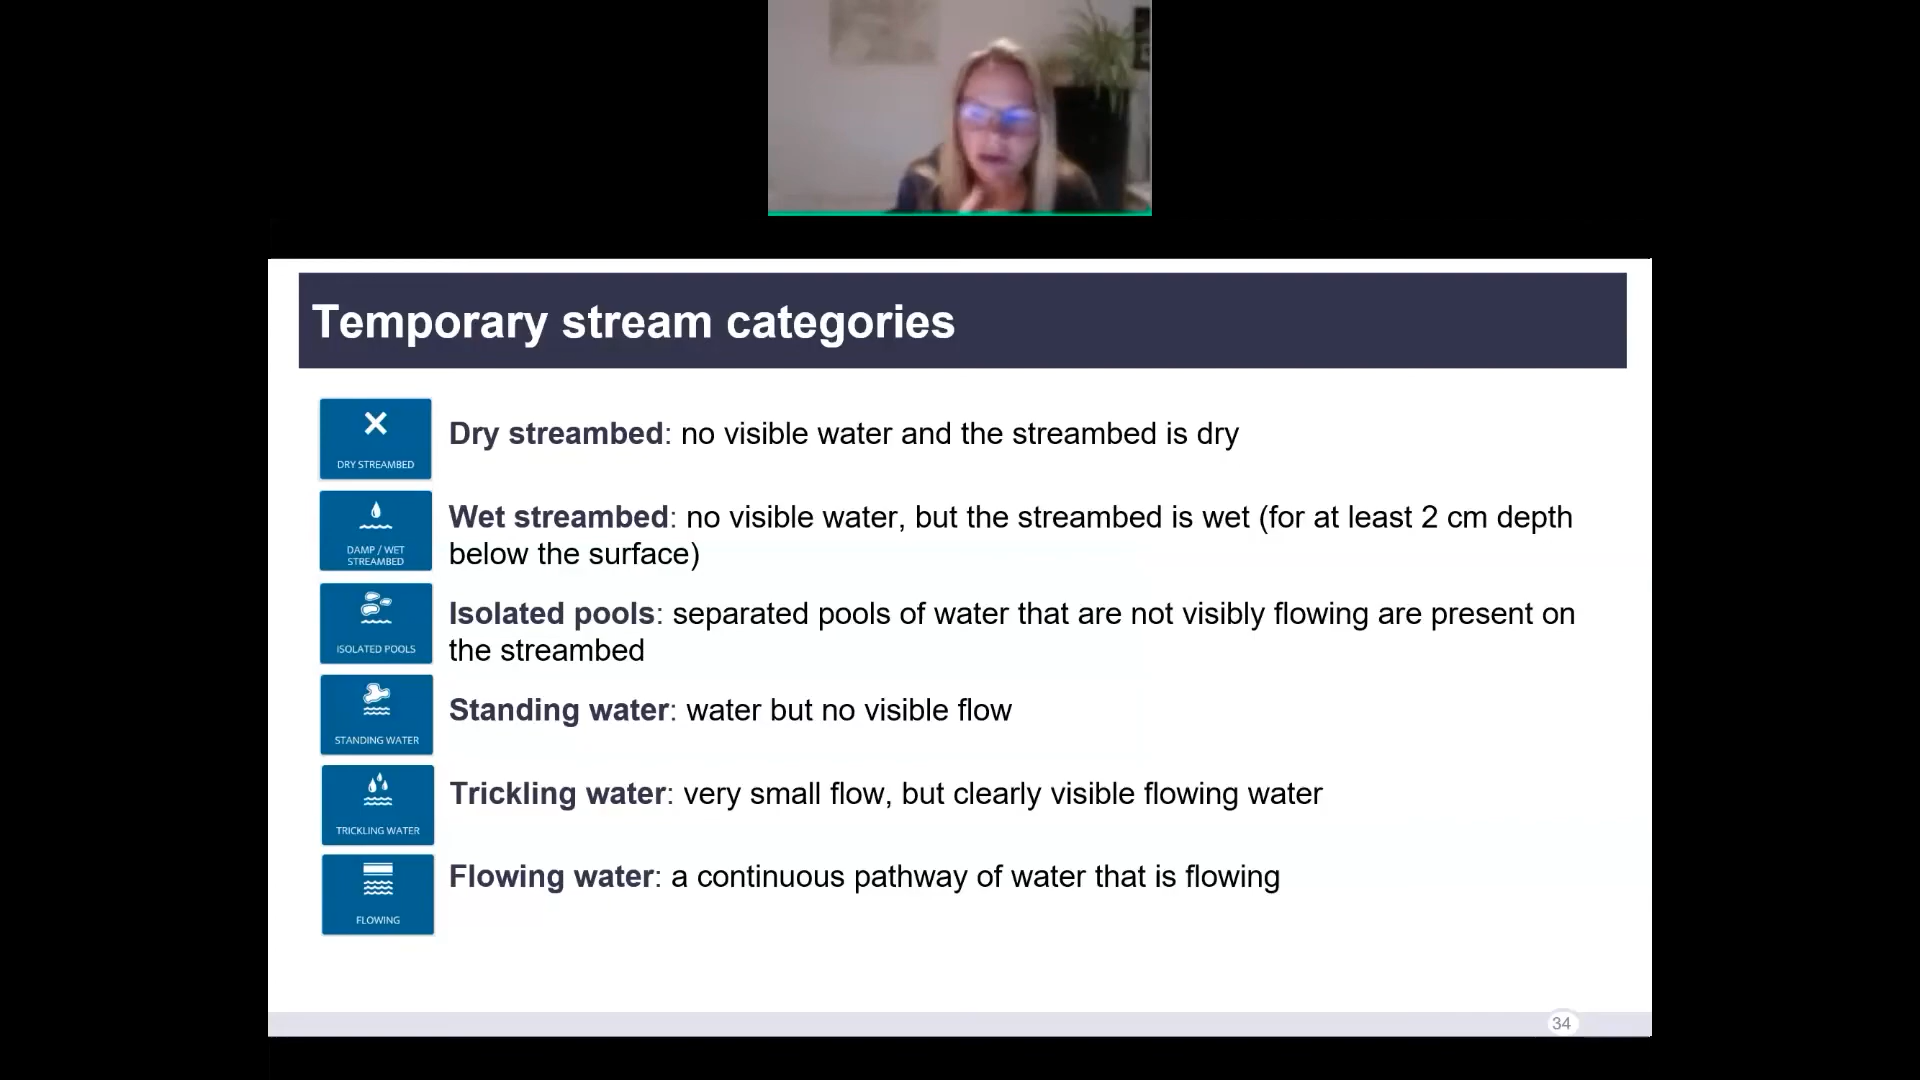 Temporary stream categories
DRY STREAMBED
Dry streambed: no visible water and the streambed is dry
DAMP / WET
STREAMBED
Wet streambed: no visible water, but the streambed is wet (for at least 2 cm depth
below the surface)
ISOLATED POOLS
Isolated pools: separated pools of water that are not visibly flowing are present on
the streambed
STANDING WATER
Standing water: water but no visible flow
TRICKLING WATER
Trickling water: very small flow, but clearly visible flowing water
FLOWING
Flowing water: a continuous pathway of water that is flowing
34